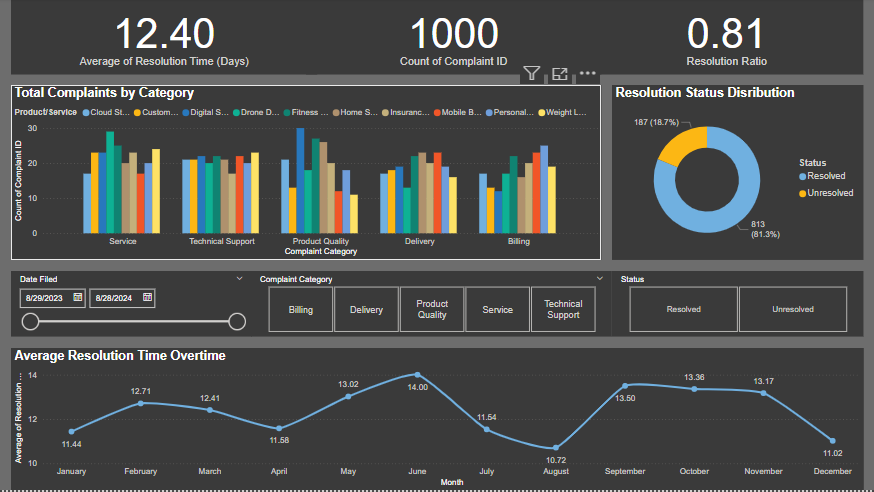 12.40
Average of Resolution Time (Days)
1000
Count of Complaint ID
0.81
Resolution Ratio
Total Complaints by Category
Product/Service Cloud St... Custom... Digital S... Drone D... Fitness ... Home S... Insuranc... Mobile B... Personal... Weight L...
Count of Complaint ID
30
20
10
0
Service Technical Support Product Quality Delivery Billing
Complaint Category
Resolution Status Disribution
187 (18.7%)
813
(81.3%)
Status
Resolved
Unresolved
Date Filed
8/29/2023 8/28/2024
Complaint Category
Billing Delivery Product Quality Service Technical Support
Status
Resolved Unresolved
Average Resolution Time Overtime
Average of Resolution ...
14
12
10
11.44 12.71 12.41 11.58 13.02 14.00 11.54 10.72 13.50 13.36 13.17 11.02
January February March April May June July August September October November December
Month